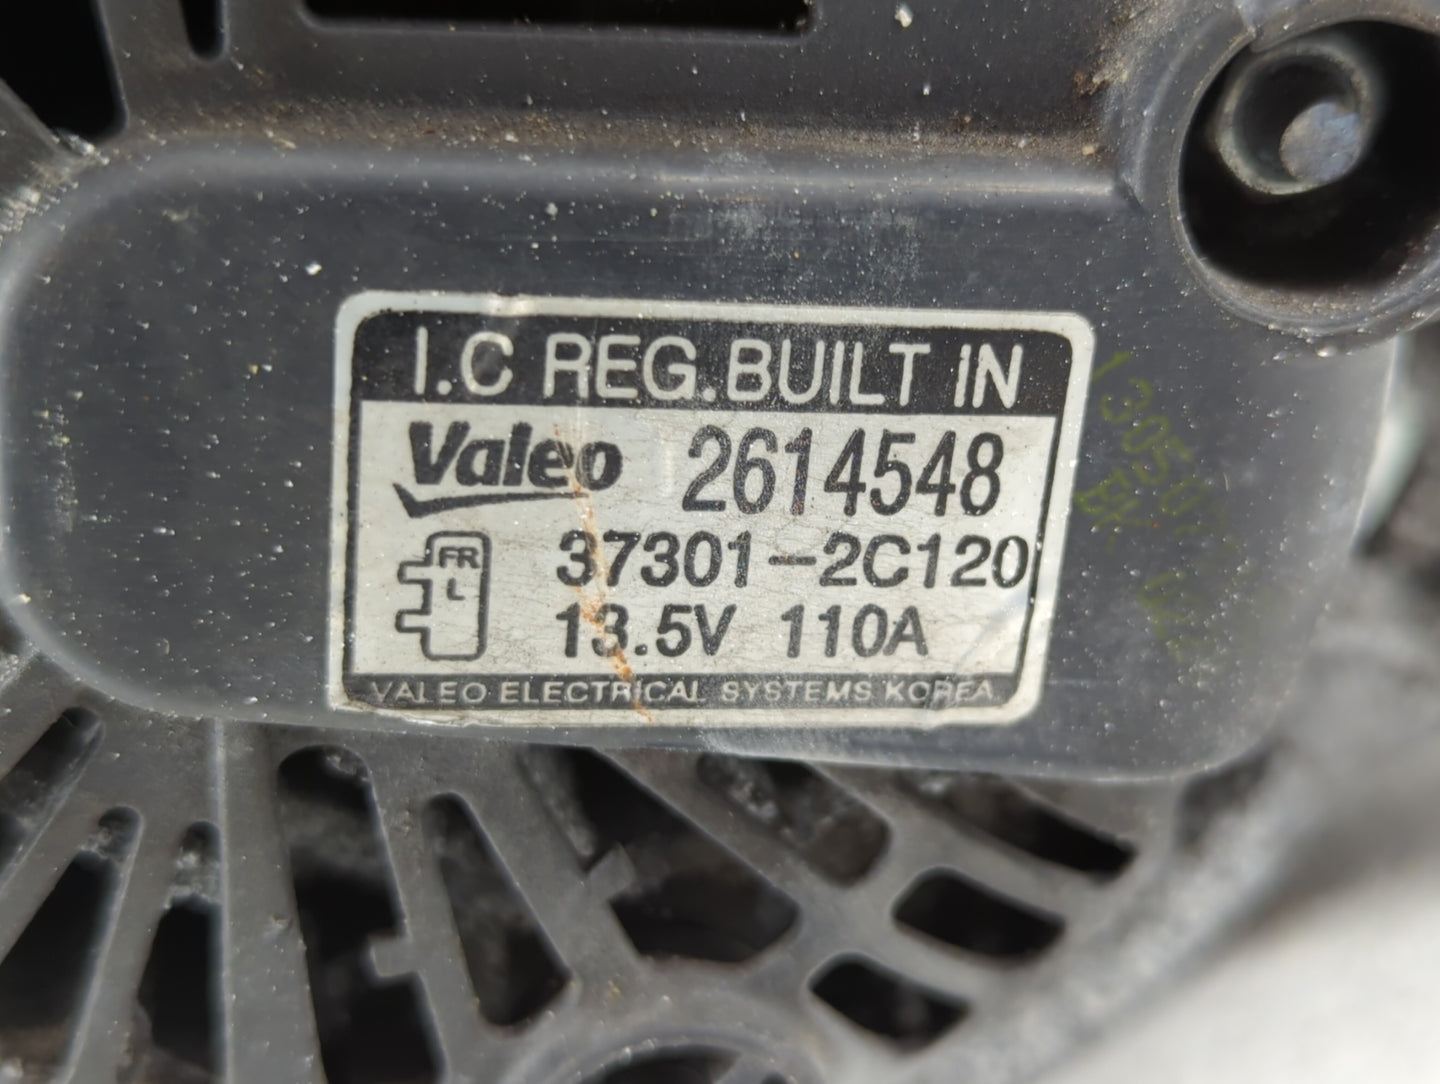 I.C REG.BUILT IN
Valeo 2614548
FR
37301-2C120
L
13.5V 110A
VALEO ELECTRICAL SYSTEMS KOREA